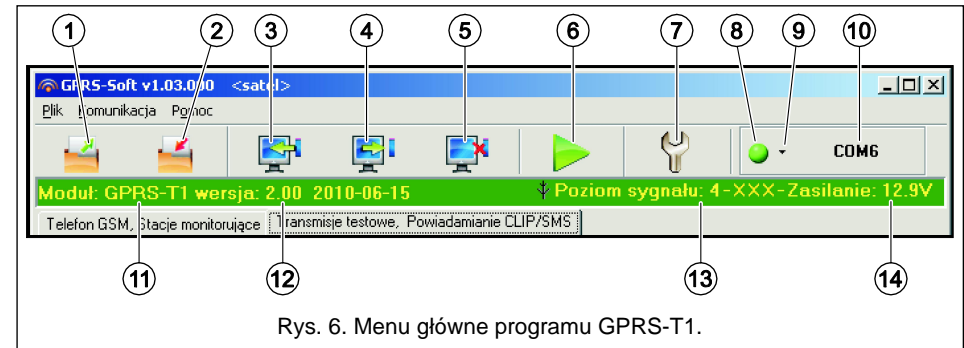 1 2 3 4 5 6 7 8 9 10
GPRS-Soft v1.03.000 <satel>
Plik Komunikacja Pomoc
COM6
Moduł: GPRS-T1 wersja: 2.00 2010-06-15 Poziom sygnału: 4-XXX-Zasilanie: 12.9V
Telefon GSM, Stacje monitorujące Transmisje testowe, Powiadamianie CLIP/SMS
11 12 13 14
Rys. 6. Menu główne programu GPRS-T1.